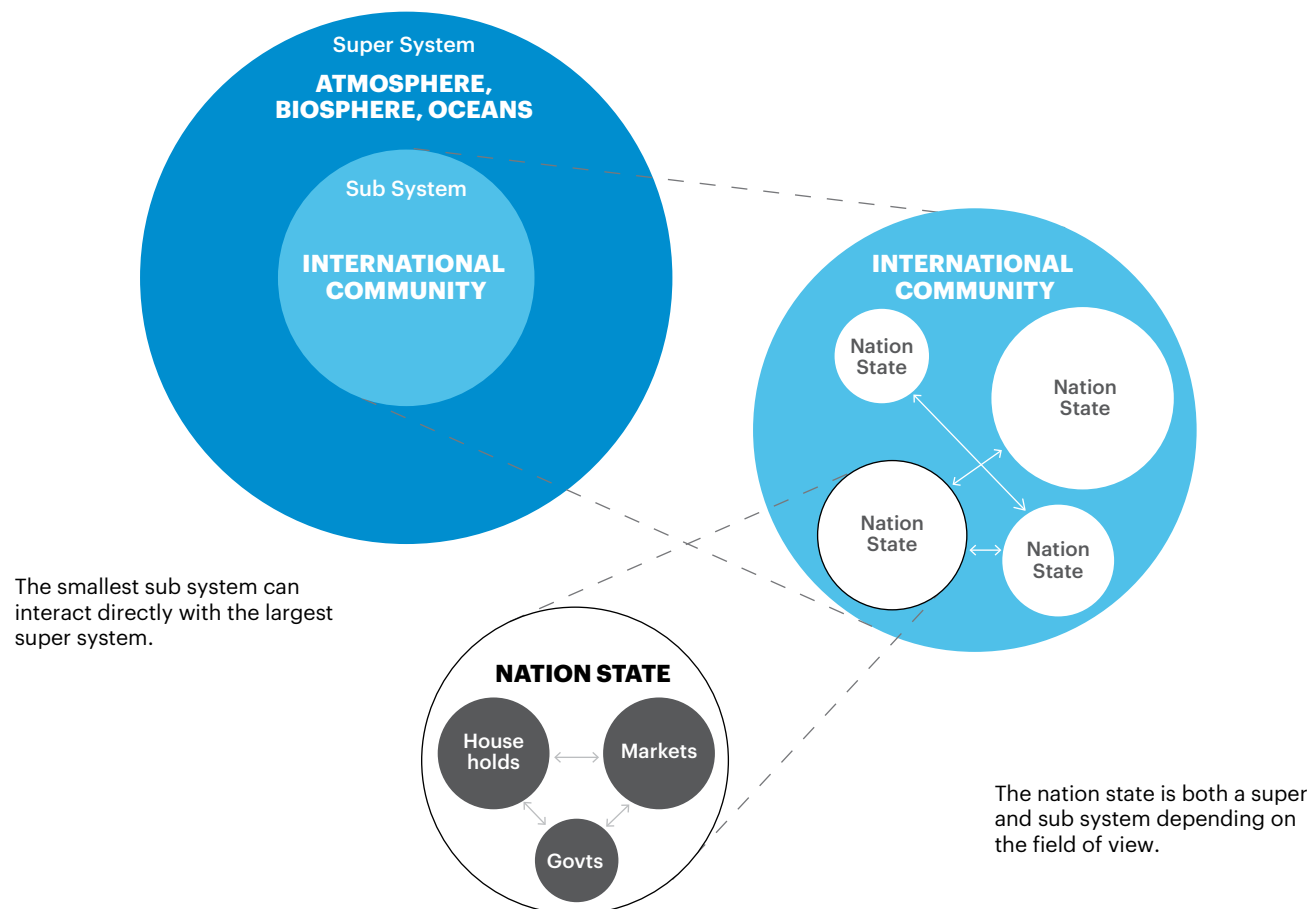 Super System
ATMOSPHERE,
BIOSPHERE, OCEANS
Sub System
INTERNATIONAL
COMMUNITY
INTERNATIONAL
COMMUNITY
Nation
State
Nation
State
Nation
State
Nation
State
The smallest sub system can
interact directly with the largest
super system.
NATION STATE
House
holds
Markets
Govts
The nation state is both a super
and sub system depending on
the field of view.